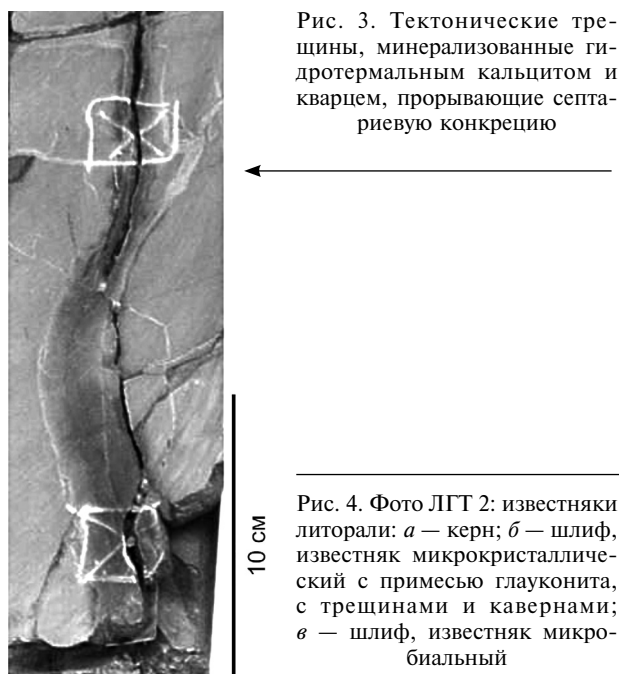 Рис. 3. Тектонические тре-
щины, минерализованные ги-
дротермальным кальцитом и
кварцем, прорывающие септа-
риевую конкрецию
10 см
Рис. 4. Фото ЛГТ 2: известняки
литорали: а — керн; б — шлиф,
известняк микрокристалличе-
ский с примесью глауконита,
с трещинами и кавернами;
в — шлиф, известняк микро-
биальный